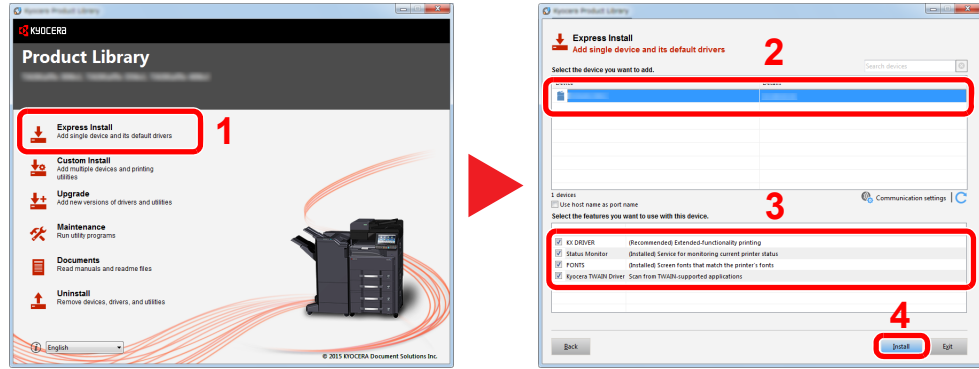 KYOCERA
Product Library
Express Install
Add single device and its default drivers
1
Custom Install
Add multiple devices and printing
utilities
Upgrade
Add new versions of drivers and utilities
Maintenance
Run utility programs
Documents
Read manuals and readme files
Uninstall
Remove devices, drivers, and utilities
English
© 2015 KYOCERA Document Solutions Inc.
Kyocera Product Library
Express Install
Add single device and its default drivers
2
Select the device you want to add.
Search devices
Device Details
1 devices
Use host name as port name
Communication settings
3
Select the features you want to use with this device.
KX DRIVER (Recommended) Extended-functionality printing
Status Monitor (Installed) Service for monitoring current printer status
FONTS (Installed) Screen fonts that match the printer's fonts
Kyocera TWAIN Driver Scan from TWAIN-supported applications
4
Back Install Exit